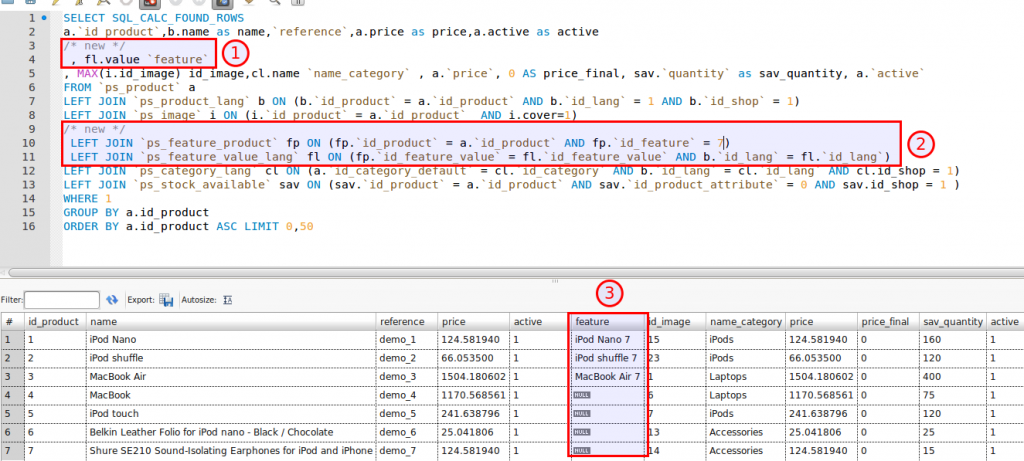 1 SELECT SQL_CALC_FOUND_ROWS
2 a.`id_product`,b.name as name,`reference`,a.price as price,a.active as active
3 /* new */
4 , fl.value `feature`
1
5 , MAX(i.id_image) id_image,cl.name `name_category` , a.`price`, 0 AS price_final, sav.`quantity` as sav_quantity, a.`active`
6 FROM `ps_product` a
7 LEFT JOIN `ps_product_lang` b ON (b.`id_product` = a.`id_product` AND b.`id_lang` = 1 AND b.`id_shop` = 1)
8 LEFT JOIN `ps_image` i ON (i.`id_product` = a.`id_product` AND i.cover=1)
9 /* new */
10 LEFT JOIN `ps_feature_product` fp ON (fp.`id_product` = a.`id_product` AND fp.`id_feature` = 7)
11 LEFT JOIN `ps_feature_value_lang` fl ON (fp.`id_feature_value` = fl.`id_feature_value` AND b.`id_lang` = fl.`id_lang`)
2
12 LEFT JOIN `ps_category_lang` cl ON (a.`id_category_default` = cl.`id_category` AND b.`id_lang` = cl.`id_lang` AND cl.id_shop = 1)
13 LEFT JOIN `ps_stock_available` sav ON (sav.`id_product` = a.`id_product` AND sav.`id_product_attribute` = 0 AND sav.id_shop = 1 )
14 WHERE 1
15 GROUP BY a.id_product
16 ORDER BY a.id_product ASC LIMIT 0,50
Filter: Export: Autosize:
3
# id_product name reference price active feature id_image name_category price price_final sav_quantity active
1 1 iPod Nano demo_1 124.581940 1 iPod Nano 7 15 iPods 124.581940 0 160 1
2 2 iPod shuffle demo_2 66.053500 1 iPod shuffle 7 23 iPods 66.053500 0 120 1
3 3 MacBook Air demo_3 1504.180602 1 MacBook Air 7 1 Laptops 1504.180602 0 400 1
4 4 MacBook demo_4 1170.568561 1 NULL 6 Laptops 1170.568561 0 75 1
5 5 iPod touch demo_5 241.638796 1 NULL 7 iPods 241.638796 0 120 1
6 6 Belkin Leather Folio for iPod nano - Black / Chocolate demo_6 25.041806 1 NULL 13 Accessories 25.041806 0 25 1
7 7 Shure SE210 Sound-Isolating Earphones for iPod and iPhone demo_7 124.581940 1 NULL 14 Accessories 124.581940 0 15 1